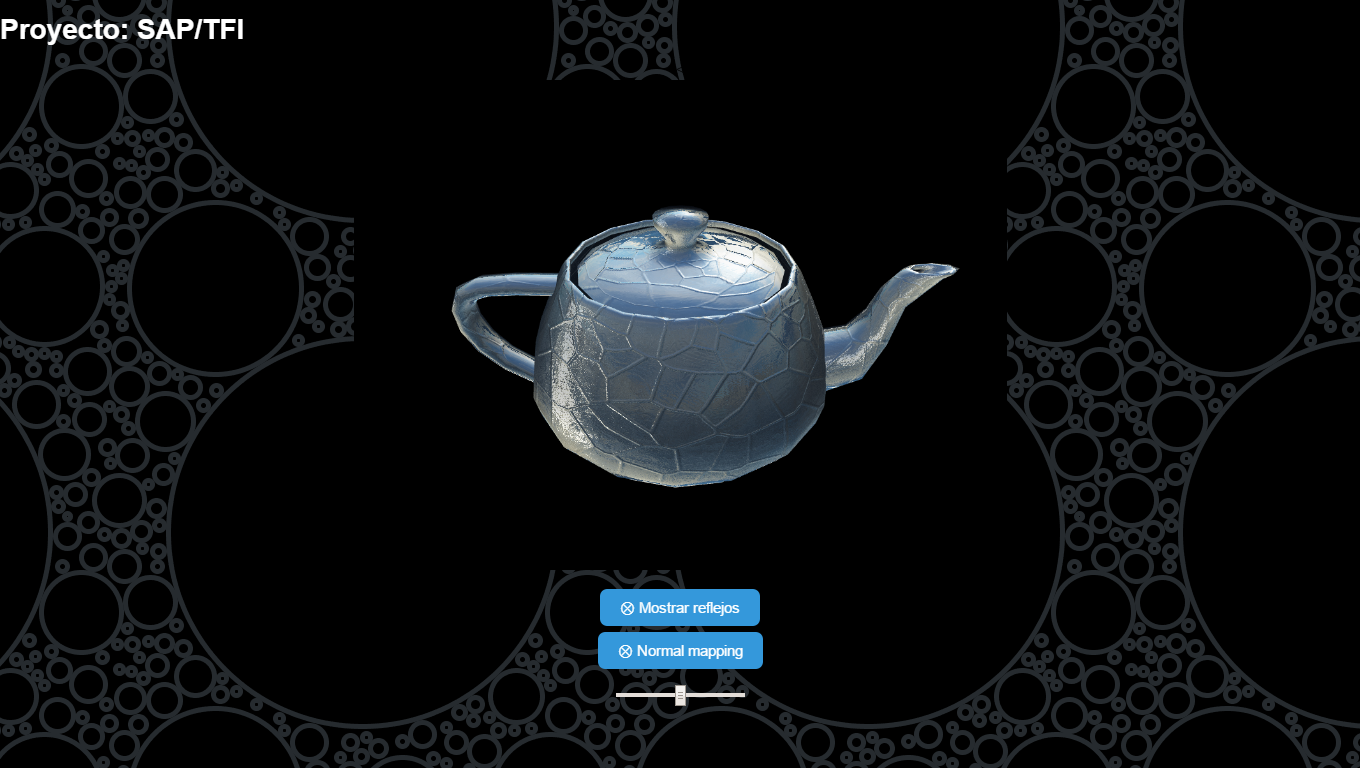 Proyecto: SAP/TFI
⊗ Mostrar reflejos
⊗ Normal mapping